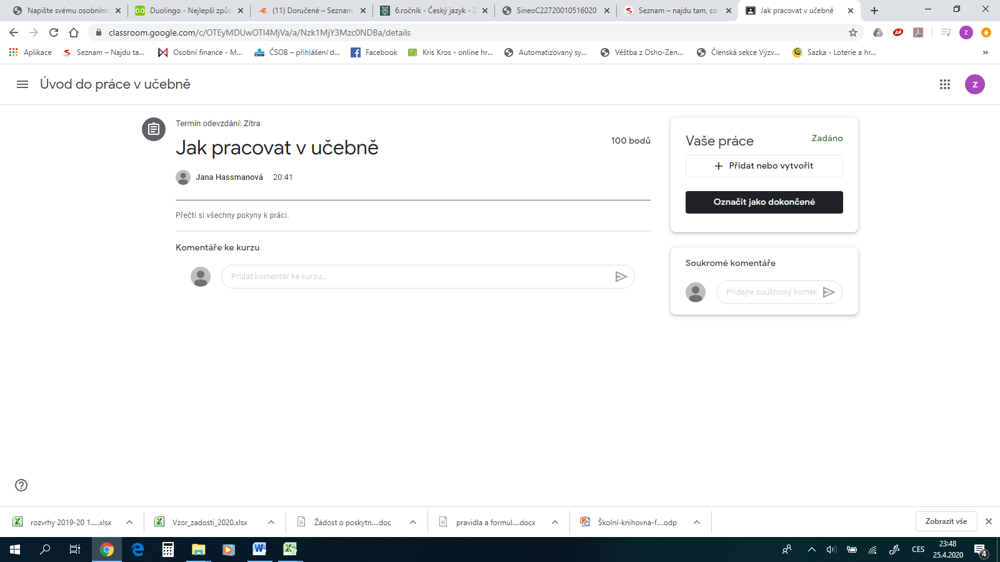 Napište svému osobnímu
Duolingo - Nejlepší způs
(11) Doručené – Seznam
6.ročník - Český jazyk - Z
SineoC22720010516020
Seznam – najdu tam, co
Jak pracovat v učebně
classroom.google.com/c/OTEyMDUwOTI4MjVa/a/Nzk1MjY3Mzc0NDBa/details
Ask
z
Aplikace
Seznam – Najdu ta...
Osobní finance - M...
ČSOB – přihlášení d...
Facebook
Kris Kros - online hr...
Automatizovaný sy...
Věštba z Osho-Zen...
Členská sekce Výzv...
Sazka - Loterie a hr...
»
Úvod do práce v učebně
z
Termín odevzdání: Zítra
Jak pracovat v učebně
100 bodů
Jana Hassmanová 20:41
Přečti si všechny pokyny k práci.
Komentáře ke kurzu
Přidat komentář ke kurzu...
Vaše práce
Zadáno
Přidat nebo vytvořit
Označit jako dokončené
Soukromé komentáře
Přidejte soukromý komer
rozvrhy 2019-20 1.....xlsx
Vzor_zadosti_2020.xlsx
Žádost o poskytn....doc
pravidla a formul....docx
Školní-knihovna-f....odp
Zobrazit vše
CES
23:48
25.4.2020
4